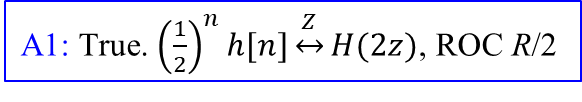 A1: True. (1/2)^n h[n] ↔^Z H(2z), ROC R/2